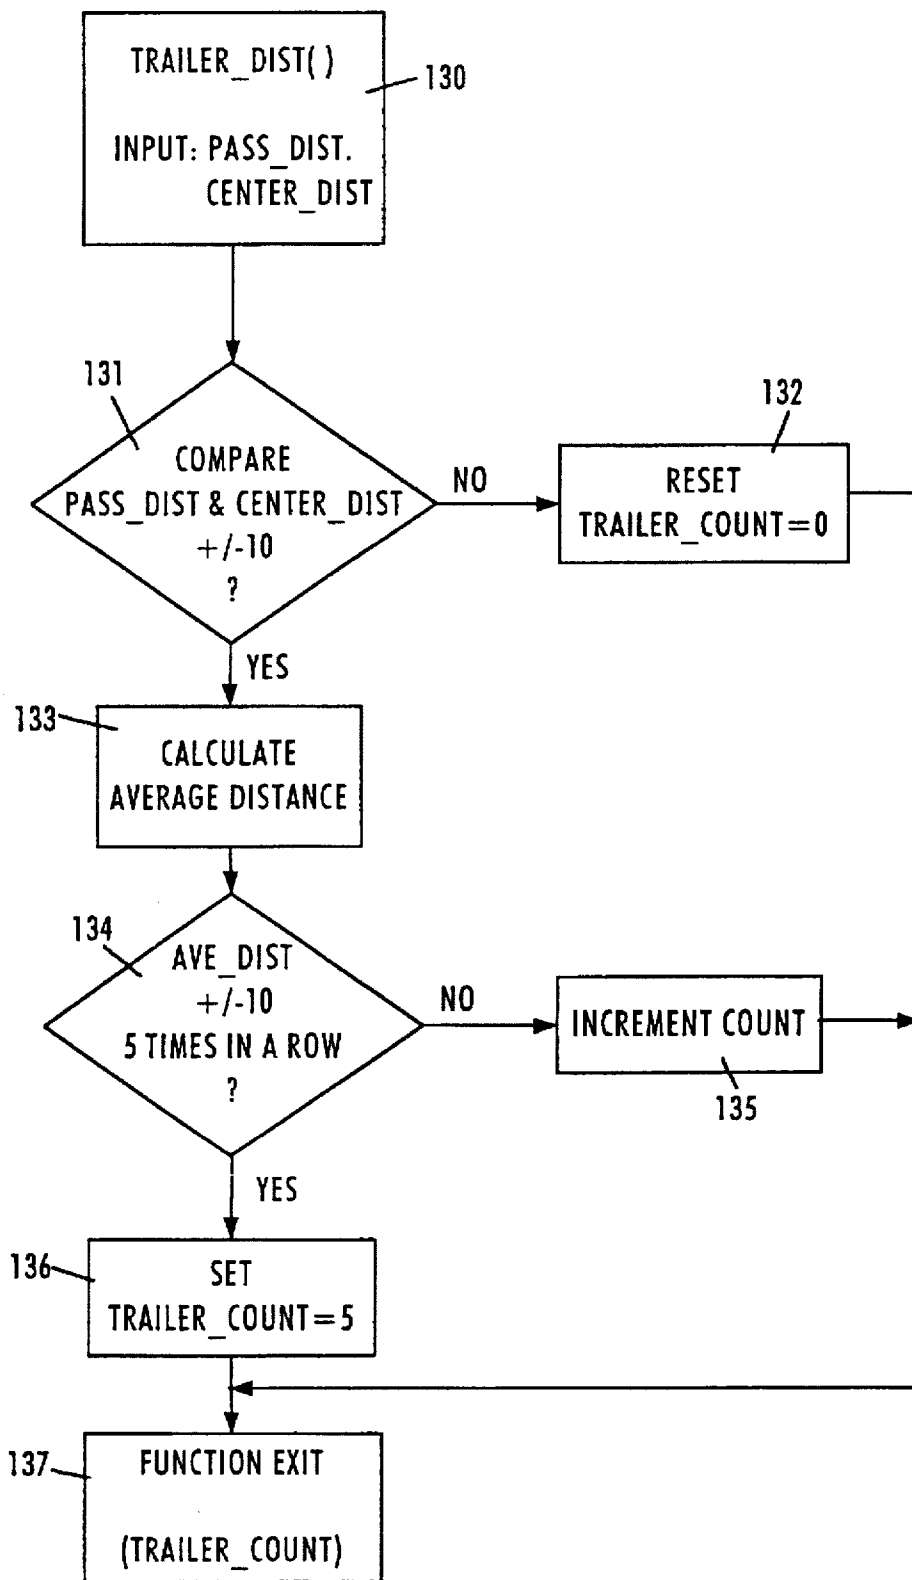 TRAILER_DIST( )
INPUT: PASS_DIST.
CENTER_DIST
130
131
COMPARE
PASS_DIST & CENTER_DIST
+/-10
?
NO
132
RESET
TRAILER_COUNT=0
YES
133
CALCULATE
AVERAGE DISTANCE
134
AVE_DIST
+/-10
5 TIMES IN A ROW
?
NO
INCREMENT COUNT
135
YES
136
SET
TRAILER_COUNT=5
137
FUNCTION EXIT
(TRAILER_COUNT)